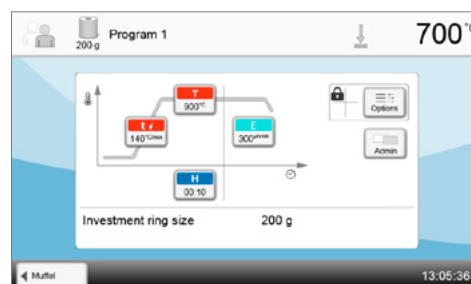 200 g Program 1 700 °C
T
900°C
t↗
140°C/min
E
300µm/min
H
00:10
Options
Admin
Investment ring size 200 g
Muffel 13:05:36